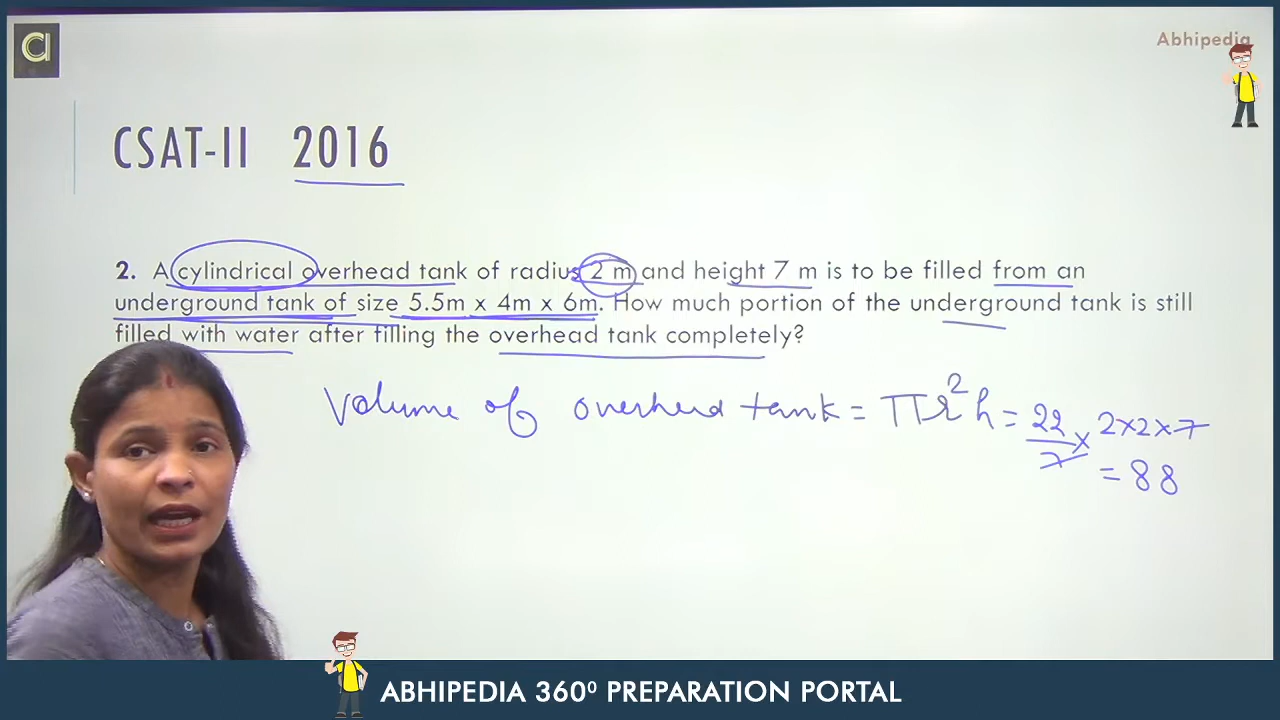 a
Abhipedia
CSAT-II 2016
2. A cylindrical overhead tank of radius 2 m and height 7 m is to be filled from an
underground tank of size 5.5m x 4m x 6m. How much portion of the underground tank is still
filled with water after filling the overhead tank completely?
Volume of overhead tank = πr²h = 22/7 × 2×2×7
= 88
ABHIPEDIA 360⁰ PREPARATION PORTAL